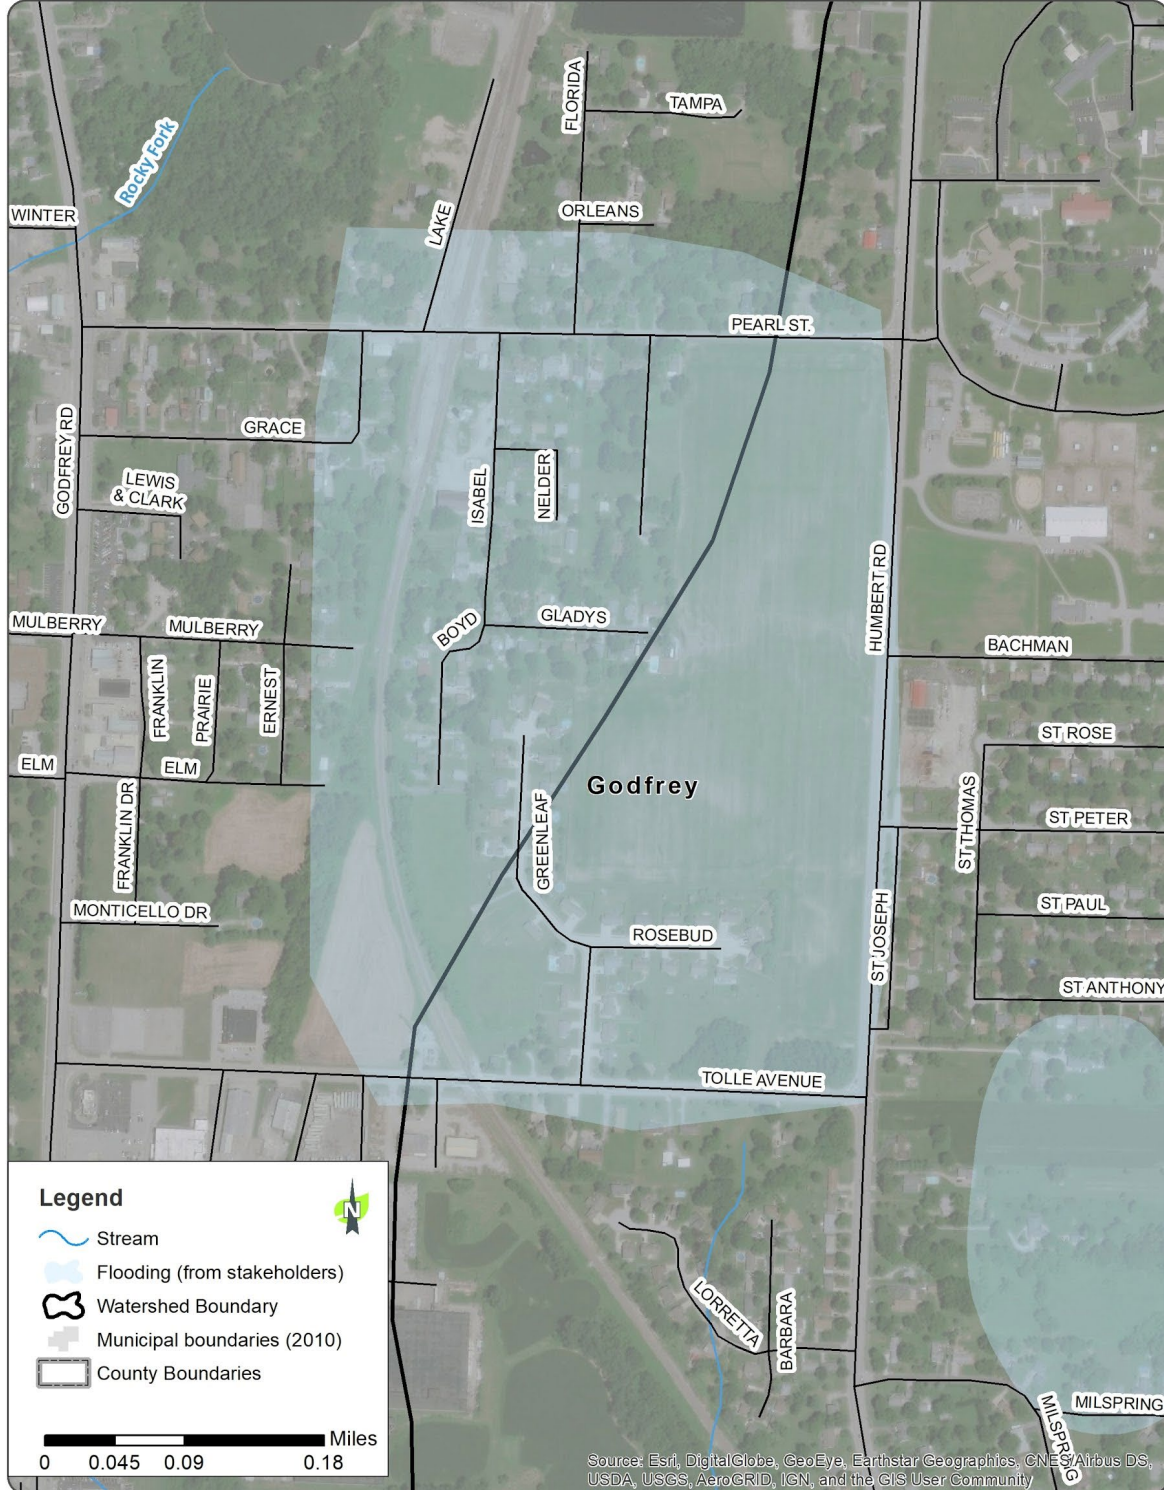 FLORIDA
TAMPA
Rocky Fork
WINTER
LAKE
ORLEANS
PEARL ST.
GODFREY RD
GRACE
LEWIS
& CLARK
ISABEL
NELDER
HUMBERT RD
MULBERRY
MULBERRY
BOYD
GLADYS
BACHMAN
FRANKLIN
PRAIRIE
ERNEST
ST ROSE
ELM
ELM
Godfrey
FRANKLIN DR
GREENLEAF
ST THOMAS
ST PETER
MONTICELLO DR
ROSEBUD
ST JOSEPH
ST PAUL
ST ANTHONY
TOLLE AVENUE
LORRETTA
BARBARA
MILSPRING
MILSPRING
Legend
N
Stream
Flooding (from stakeholders)
Watershed Boundary
Municipal boundaries (2010)
County Boundaries
Miles
0 0.045 0.09 0.18
Source: Esri, DigitalGlobe, GeoEye, Earthstar Geographics, CNES/Airbus DS,
USDA, USGS, AeroGRID, IGN, and the GIS User Community